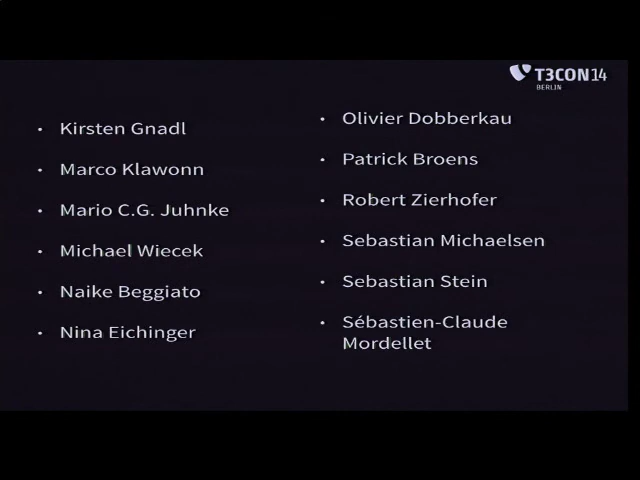 T3CON14
BERLIN
• Kirsten Gnadl
• Marco Klawonn
• Mario C.G. Juhnke
• Michael Wiecek
• Naike Beggiato
• Nina Eichinger
• Olivier Dobberkau
• Patrick Broens
• Robert Zierhofer
• Sebastian Michaelsen
• Sebastian Stein
• Sébastien-Claude
Mordellet